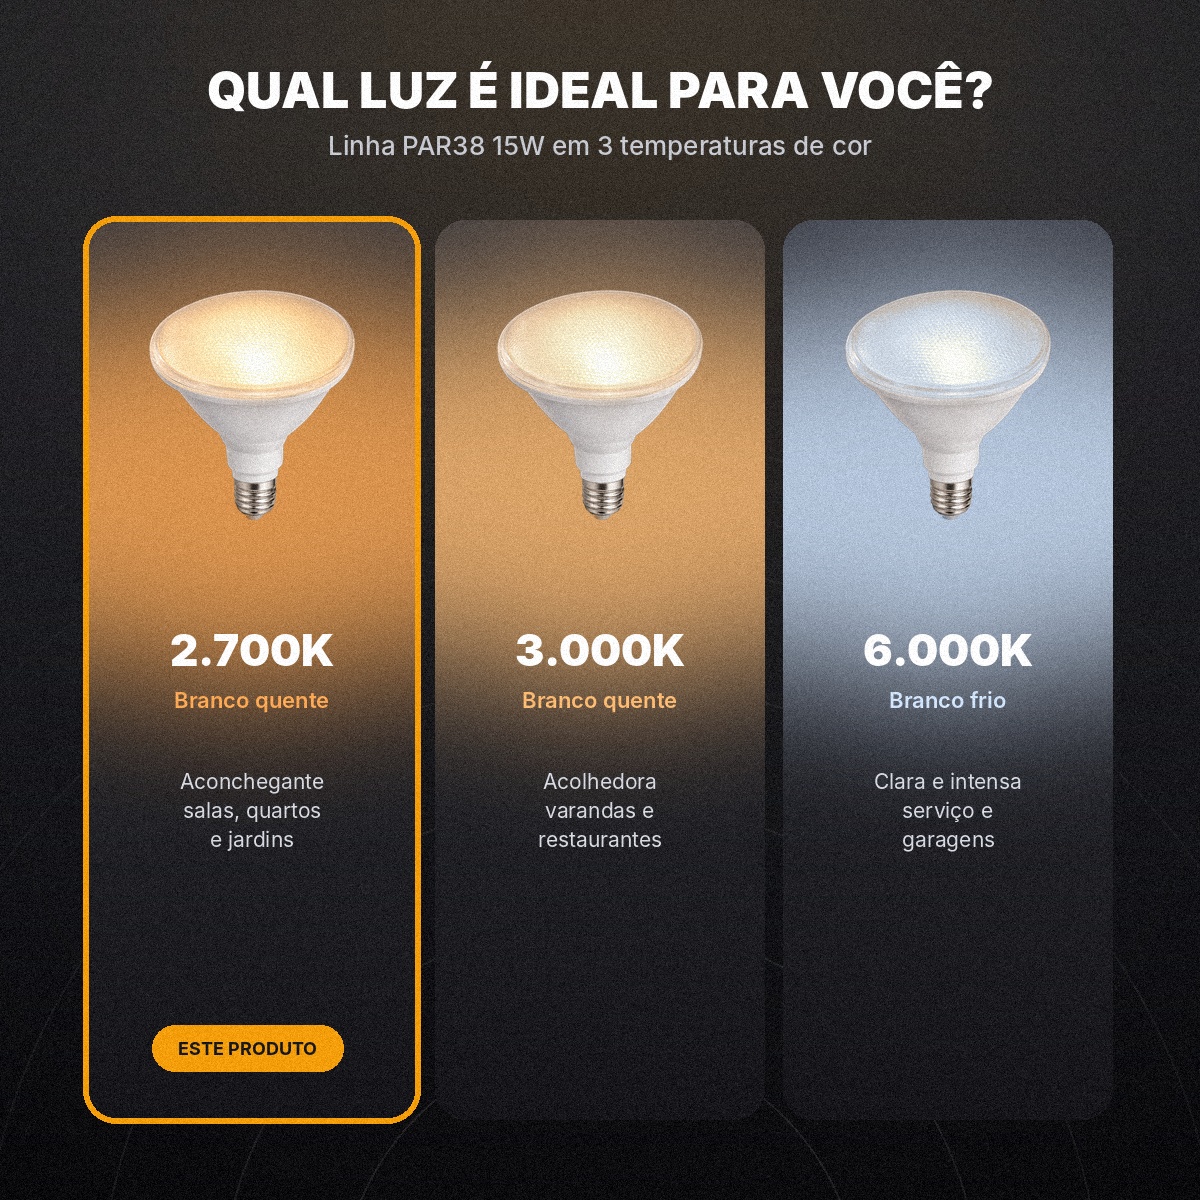 QUAL LUZ É IDEAL PARA VOCÊ?
Linha PAR38 15W em 3 temperaturas de cor
2.700K
Branco quente
Aconchegante
salas, quartos
e jardins
ESTE PRODUTO
3.000K
Branco quente
Acolhedora
varandas e
restaurantes
6.000K
Branco frio
Clara e intensa
serviço e
garagens